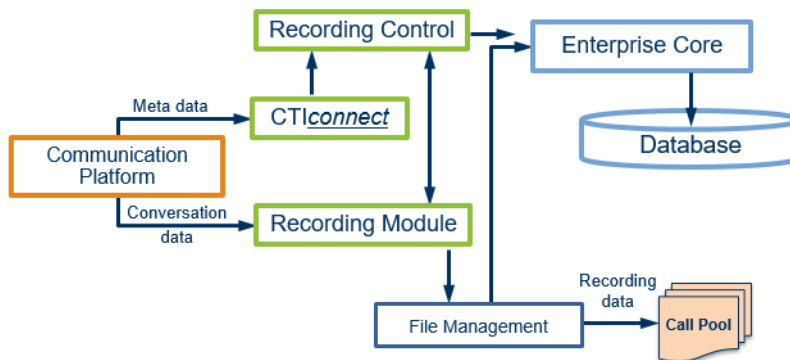 Recording Control
Enterprise Core
Meta data
CTIconnect
Database
Communication
Platform
Conversation
data
Recording Module
Recording
data
File Management
Call Pool